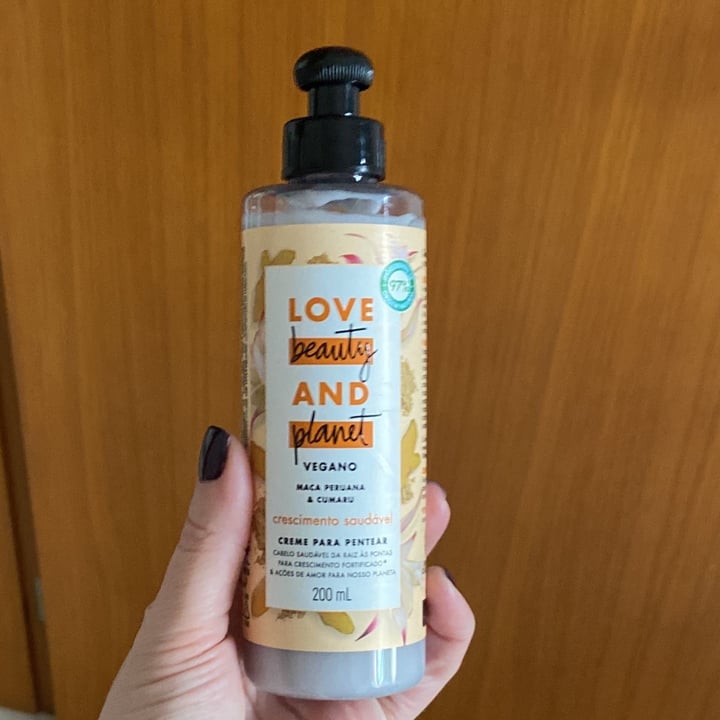 97%
LOVE
beauty
AND
planet
VEGANO
MACA PERUANA
& CUMARU
crescimento saudável
CREME PARA PENTEAR
CABELO SAUDÁVEL DA RAIZ ÀS PONTAS
PARA CRESCIMENTO FORTIFICADO*
& AÇÕES DE AMOR PARA NOSSO PLANETA
200 mL